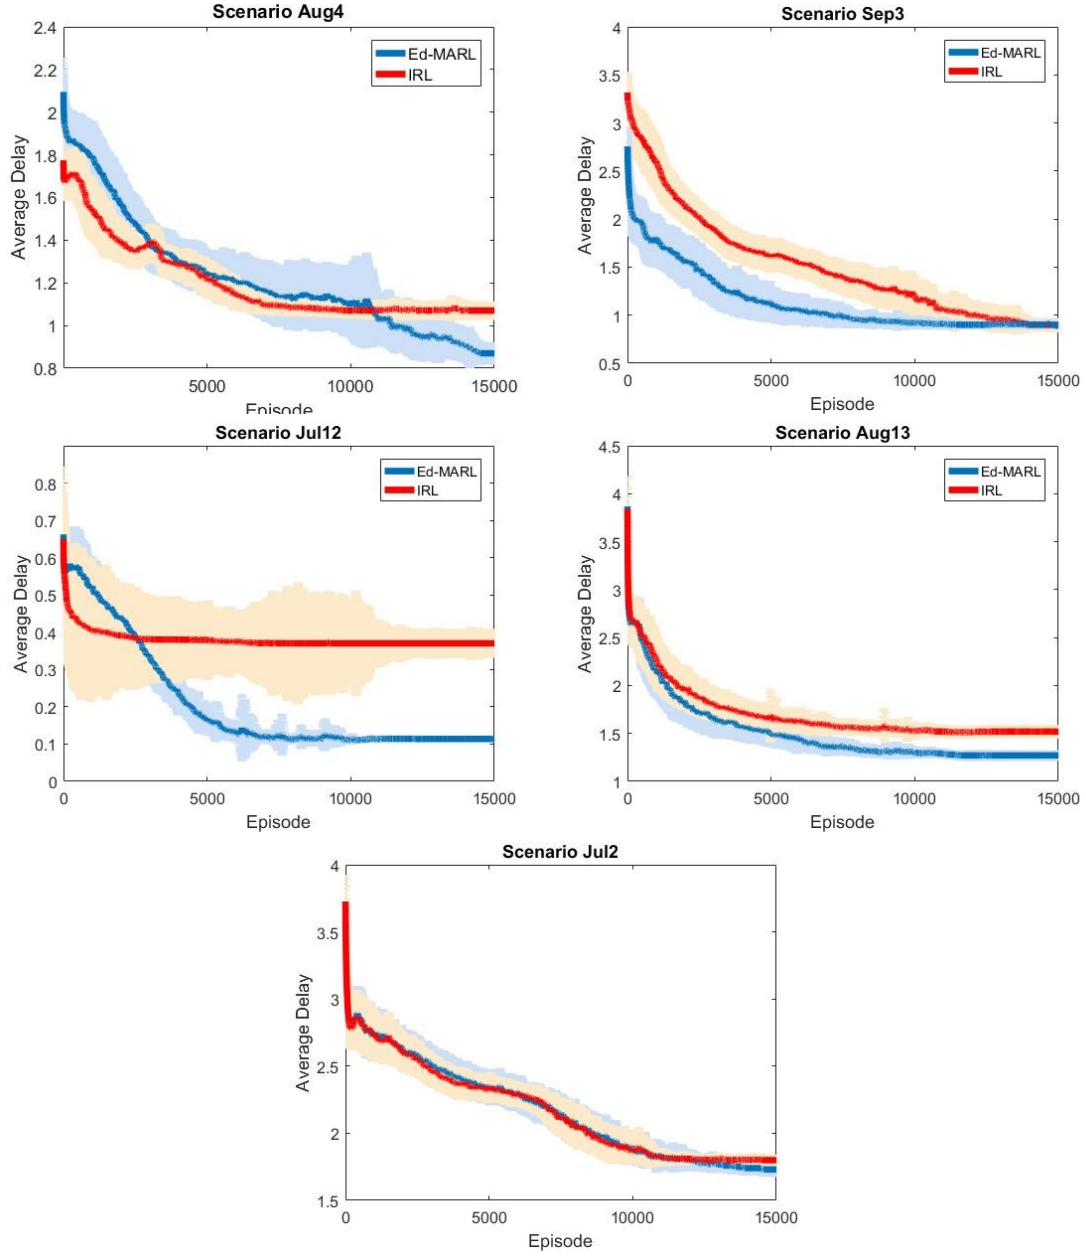 Scenario Aug4
2.4
2.2
2
1.8
1.6
1.4
1.2
1
0.8
Average Delay
Ed-MARL
IRL
5000
10000
15000
Episode
Scenario Sep3
4
3.5
3
2.5
2
1.5
1
0.5
Average Delay
Ed-MARL
IRL
0
5000
10000
15000
Episode
Scenario Jul12
0.8
0.7
0.6
0.5
0.4
0.3
0.2
0.1
0
Average Delay
Ed-MARL
IRL
0
5000
10000
15000
Episode
Scenario Aug13
4.5
4
3.5
3
2.5
2
1.5
1
Average Delay
Ed-MARL
IRL
0
5000
10000
15000
Episode
Scenario Jul2
4
3.5
3
2.5
2
1.5
Average Delay
0
5000
10000
15000
Episode